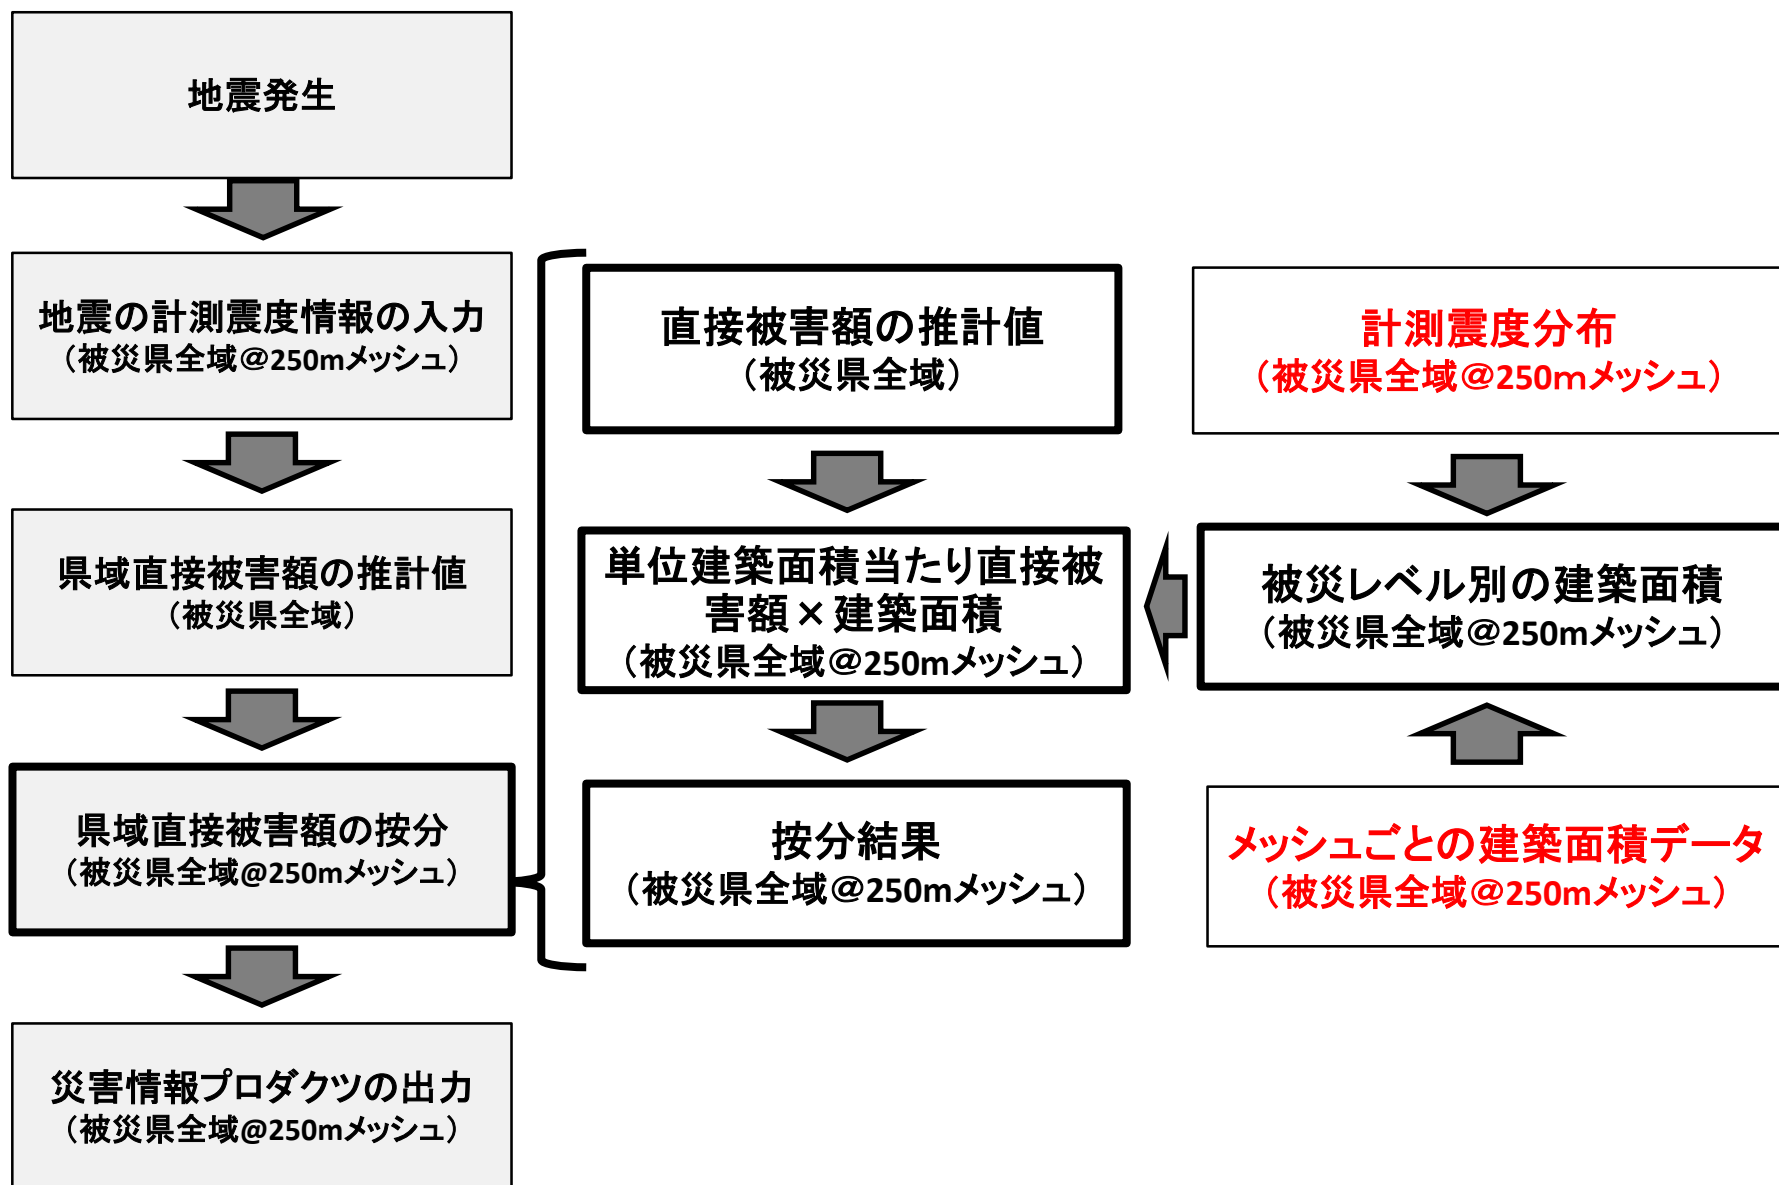 地震発生
地震の計測震度情報の入力
（被災県全域＠250mメッシュ）
県域直接被害額の推計値
（被災県全域）
県域直接被害額の按分
（被災県全域@250mメッシュ）
災害情報プロダクツの出力
（被災県全域@250mメッシュ）
直接被害額の推計値
（被災県全域）
単位建築面積当たり直接被
害額×建築面積
（被災県全域＠250mメッシュ）
按分結果
（被災県全域＠250mメッシュ）
計測震度分布
（被災県全域＠250ｍメッシュ）
被災レベル別の建築面積
（被災県全域＠250mメッシュ）
メッシュごとの建築面積データ
（被災県全域＠250mメッシュ）